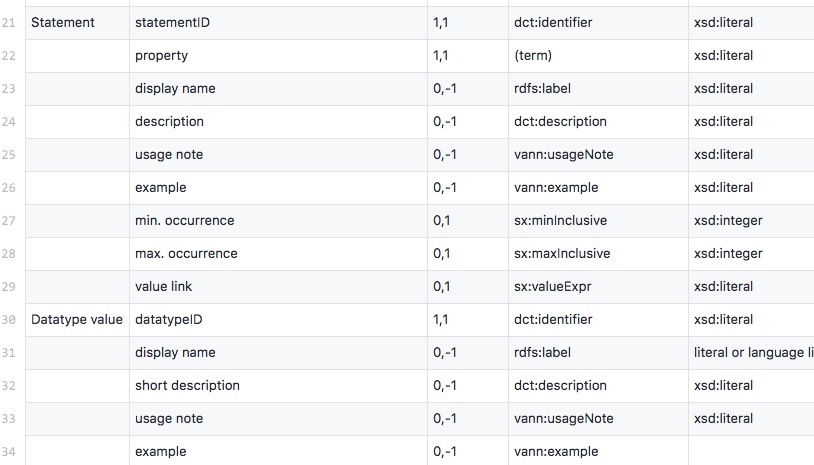 21 Statement statementID 1,1 dct:identifier xsd:literal
22 property 1,1 (term) xsd:literal
23 display name 0,-1 rdfs:label xsd:literal
24 description 0,-1 dct:description xsd:literal
25 usage note 0,-1 vann:usageNote xsd:literal
26 example 0,-1 vann:example xsd:literal
27 min. occurrence 0,1 sx:minInclusive xsd:integer
28 max. occurrence 0,1 sx:maxInclusive xsd:integer
29 value link 0,1 sx:valueExpr xsd:literal
30 Datatype value datatypeID 1,1 dct:identifier xsd:literal
31 display name 0,-1 rdfs:label literal or language li
32 short description 0,-1 dct:description xsd:literal
33 usage note 0,-1 vann:usageNote xsd:literal
34 example 0,-1 vann:example